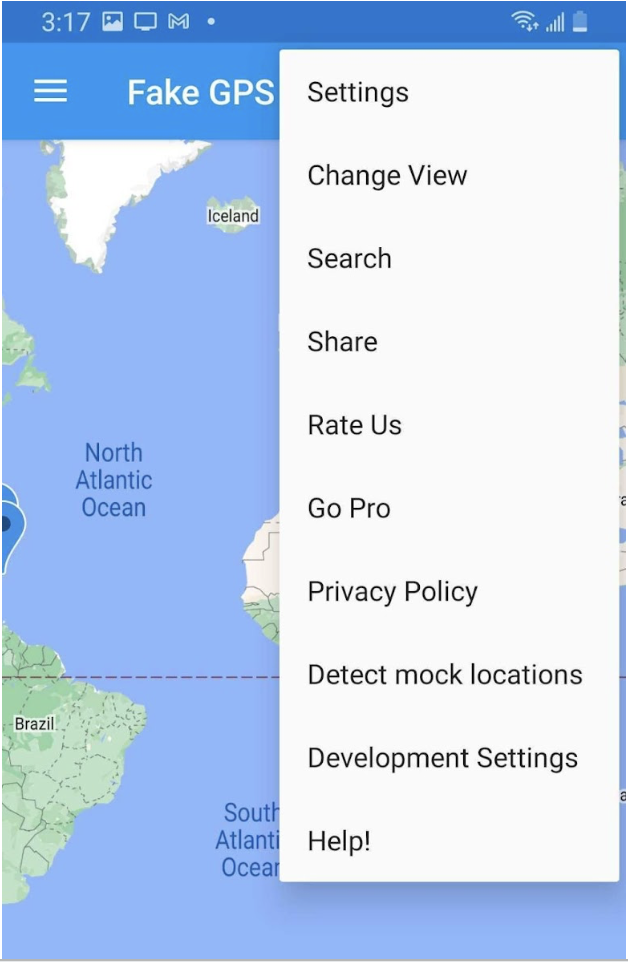 3:17
Fake GPS
Settings
Change View
Search
Share
Rate Us
Go Pro
Privacy Policy
Detect mock locations
Development Settings
Help!
Iceland
North
Atlantic
Ocean
Brazil
South
Atlanti
Ocean